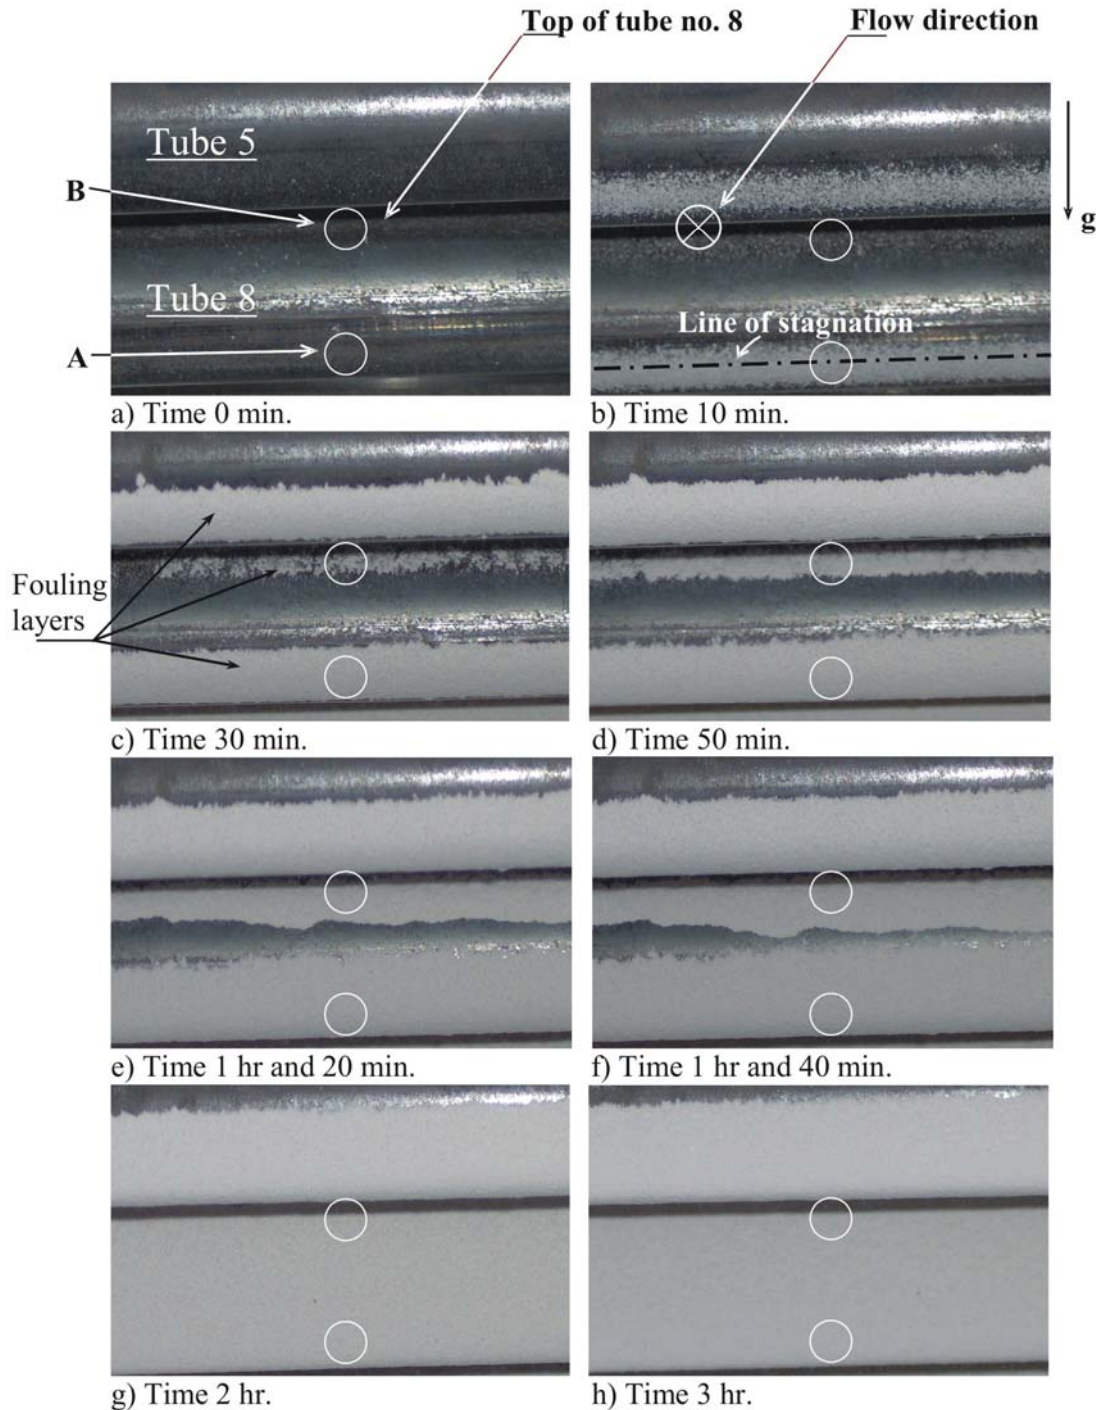 Top of tube no. 8
Flow direction
Tube 5
B
g
Tube 8
A
Line of stagnation
a) Time 0 min.
b) Time 10 min.
Fouling
layers
c) Time 30 min.
d) Time 50 min.
e) Time 1 hr and 20 min.
f) Time 1 hr and 40 min.
g) Time 2 hr.
h) Time 3 hr.